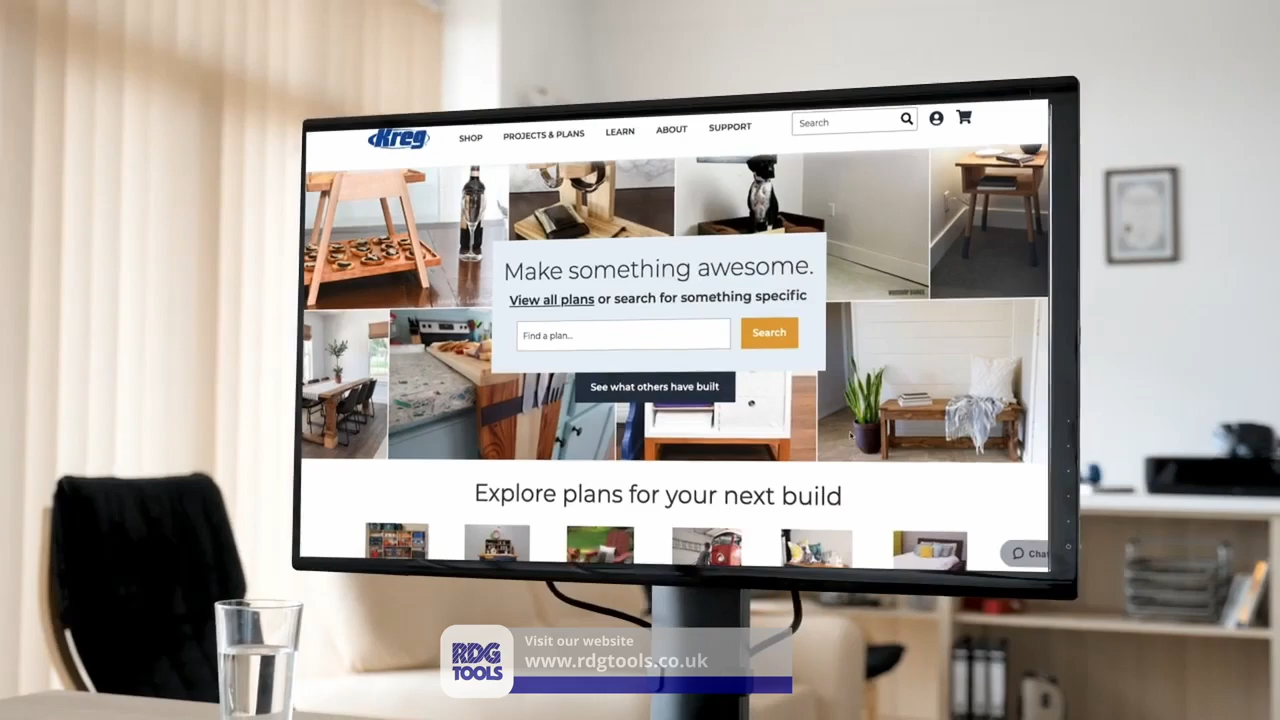 Kreg
SHOP
PROJECTS & PLANS
LEARN
ABOUT
SUPPORT
Search
Make something awesome.
View all plans or search for something specific
Find a plan...
Search
See what others have built
Explore plans for your next build
Chat
RDG
TOOLS
Visit our website
www.rdgtools.co.uk